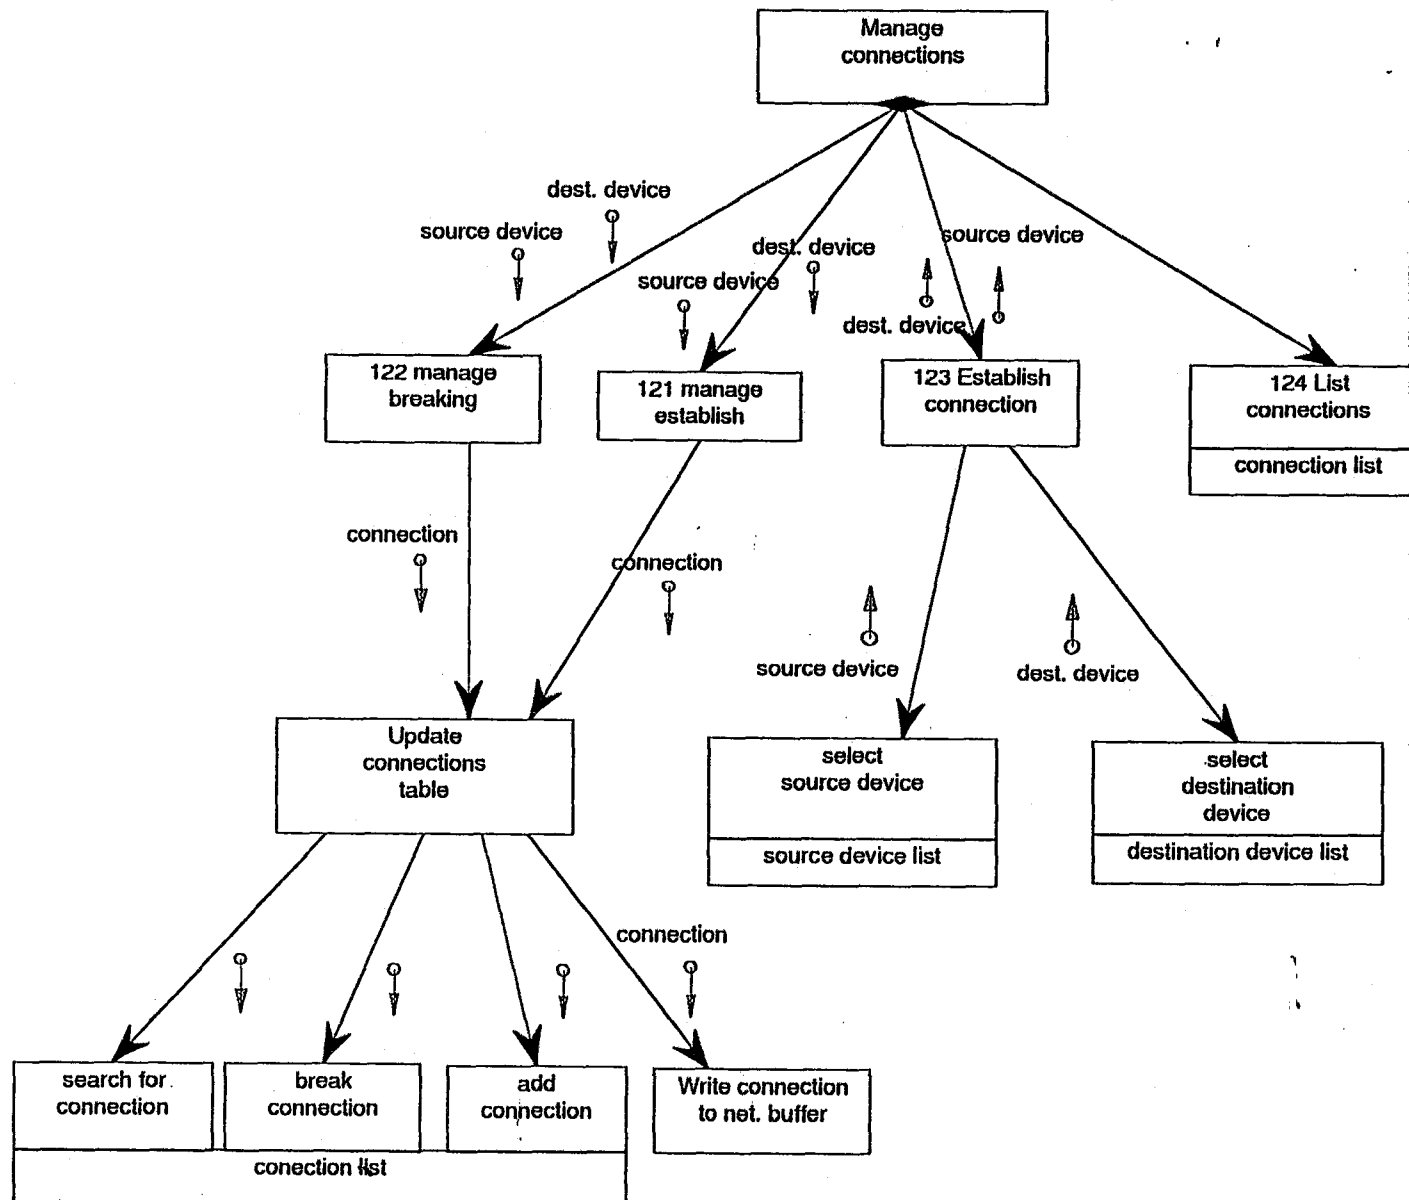 Manage
connections
dest. device
source device
dest. device
source device
source device
dest. device
122 manage
breaking
121 manage
establish
123 Establish
connection
124 List
connections
connection list
connection
connection
source device
dest. device
Update
connections
table
select
source device
source device list
select
destination
device
destination device list
connection
search for
connection
break
connection
add
connection
Write connection
to net. buffer
conection list